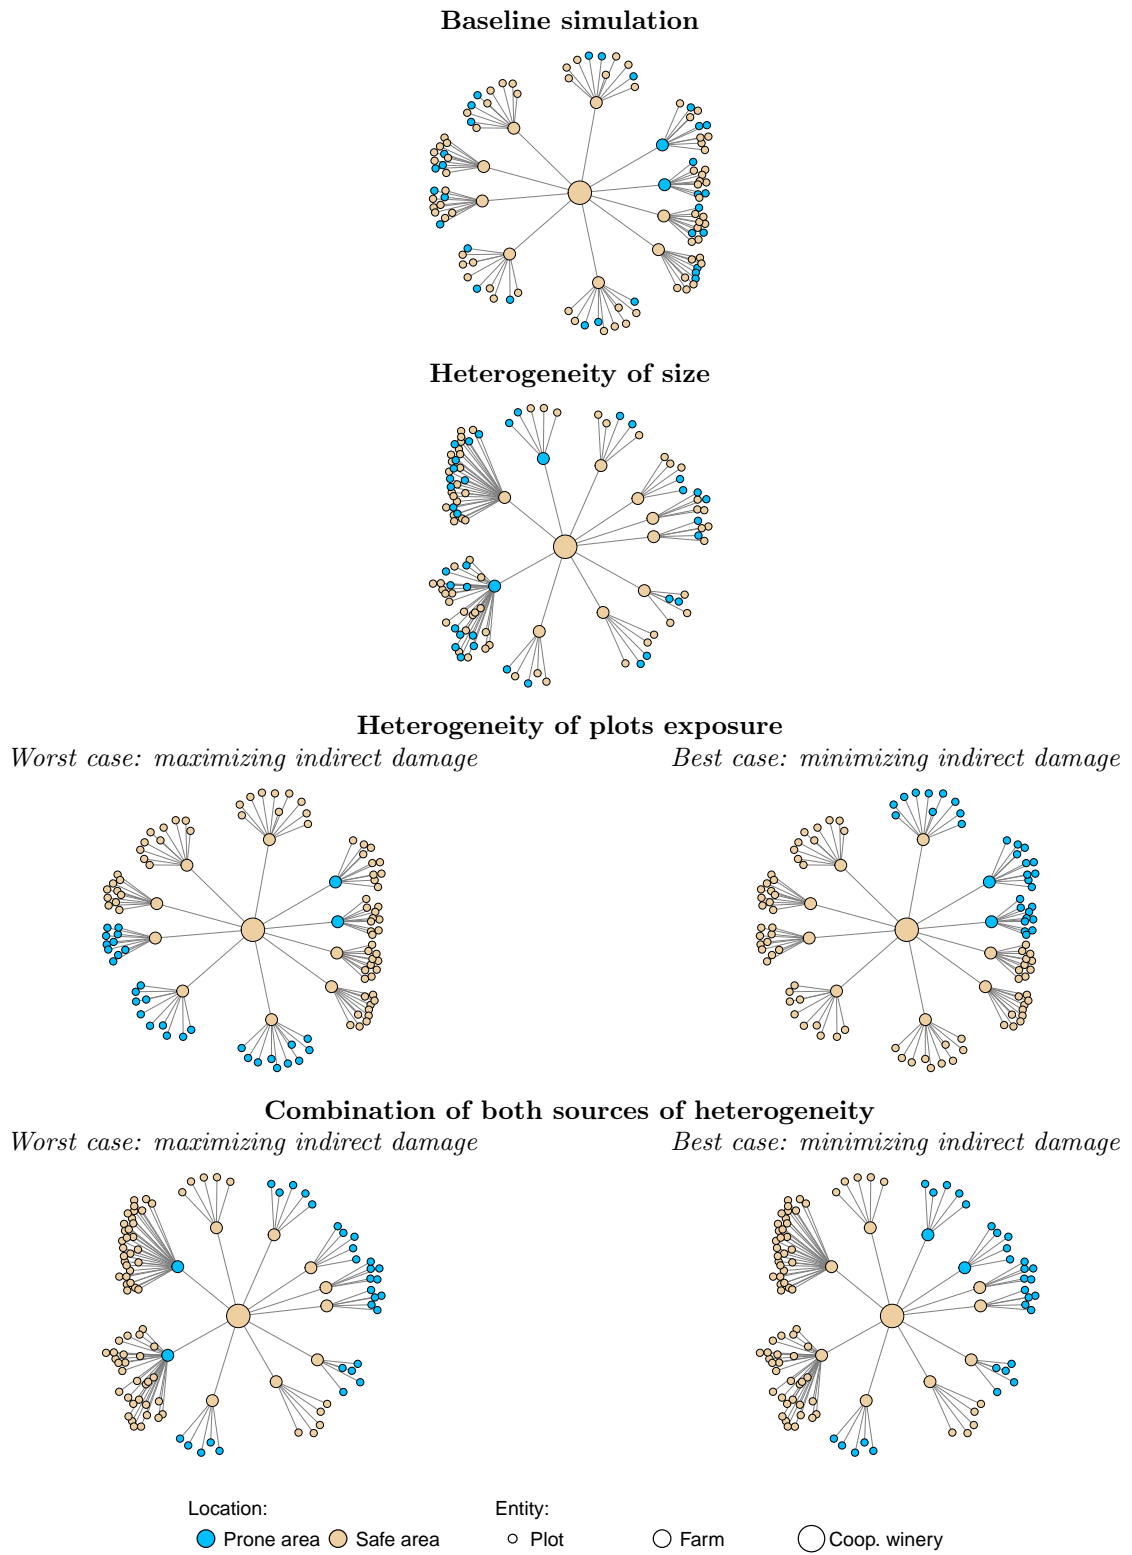 Baseline simulation
Heterogeneity of size
Heterogeneity of plots exposure
Worst case: maximizing indirect damage
Best case: minimizing indirect damage
Combination of both sources of heterogeneity
Worst case: maximizing indirect damage
Best case: minimizing indirect damage
Location:
Entity:
Prone area
Safe area
Plot
Farm
Coop. winery